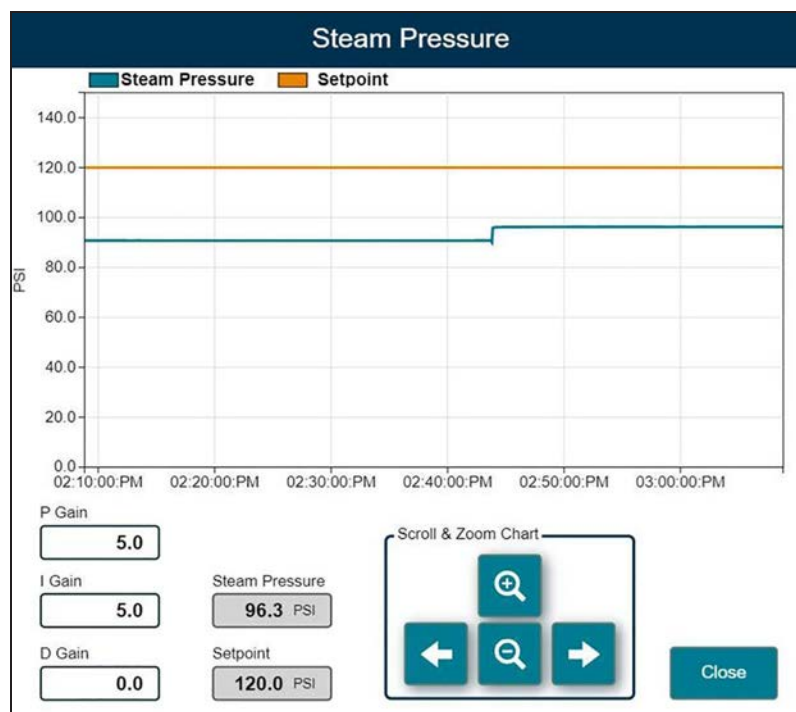 Steam Pressure
Steam Pressure Setpoint
140.0
120.0
100.0
80.0
60.0
40.0
20.0
0.0
PSI
02:10:00:PM 02:20:00:PM 02:30:00:PM 02:40:00:PM 02:50:00:PM 03:00:00:PM
P Gain
5.0
I Gain
5.0
D Gain
0.0
Steam Pressure
96.3 PSI
Setpoint
120.0 PSI
Scroll & Zoom Chart
Close